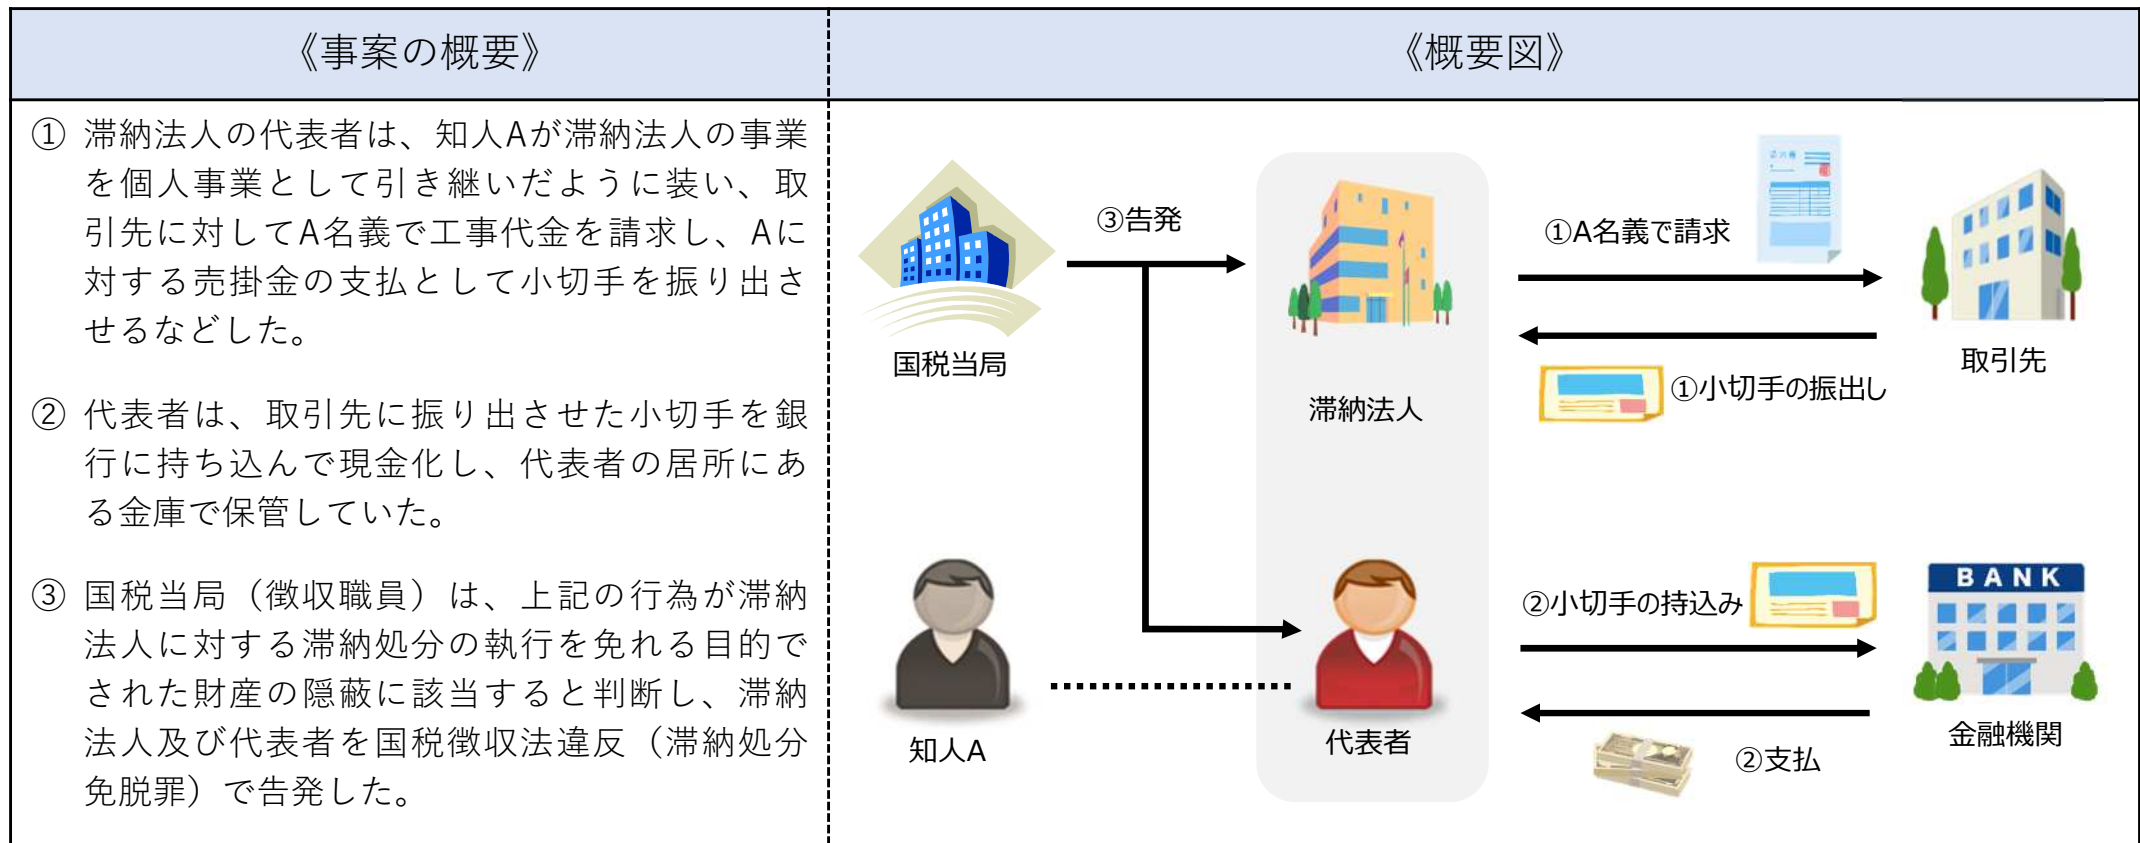 《事案の概要》
《概要図》
① 滞納法人の代表者は、知人Aが滞納法人の事業
を個人事業として引き継いだように装い、取
引先に対してA名義で工事代金を請求し、Aに
対する売掛金の支払として小切手を振り出さ
せるなどした。
② 代表者は、取引先に振り出させた小切手を銀
行に持ち込んで現金化し、代表者の居所にあ
る金庫で保管していた。
③ 国税当局（徴収職員）は、上記の行為が滞納
法人に対する滞納処分の執行を免れる目的で
された財産の隠蔽に該当すると判断し、滞納
法人及び代表者を国税徴収法違反（滞納処分
免脱罪）で告発した。
③告発
①A名義で請求
国税当局
滞納法人
取引先
①小切手の振出し
②小切手の持込み
BANK
知人A
代表者
②支払
金融機関